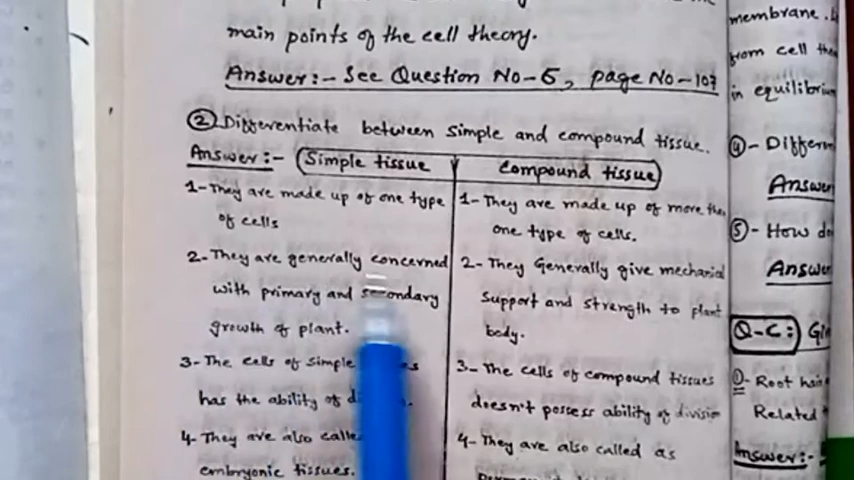 main points of the cell theory.
Answer:- See Question No-5, page No-107
② Differentiate between simple and compound tissue.
Answer:- Simple tissue
1- They are made up of one type
of cells
2- They are generally concerned
with primary and secondary
growth of plant.
3- The cells of simple
has the ability of
4- They are also called
embryonic tissues.
Compound tissue
1- They are made up of more than
one type of cells.
2- They Generally give mechanical
support and strength to plant
body.
3- The cells of compound tissues
doesn't possess ability of division
4- They are also called as
membrane.
from cell
in equilibrium
④- Differen
Answer
⑤- How do
Answer
Q-C:
①- Root hair
Related
Answer:-